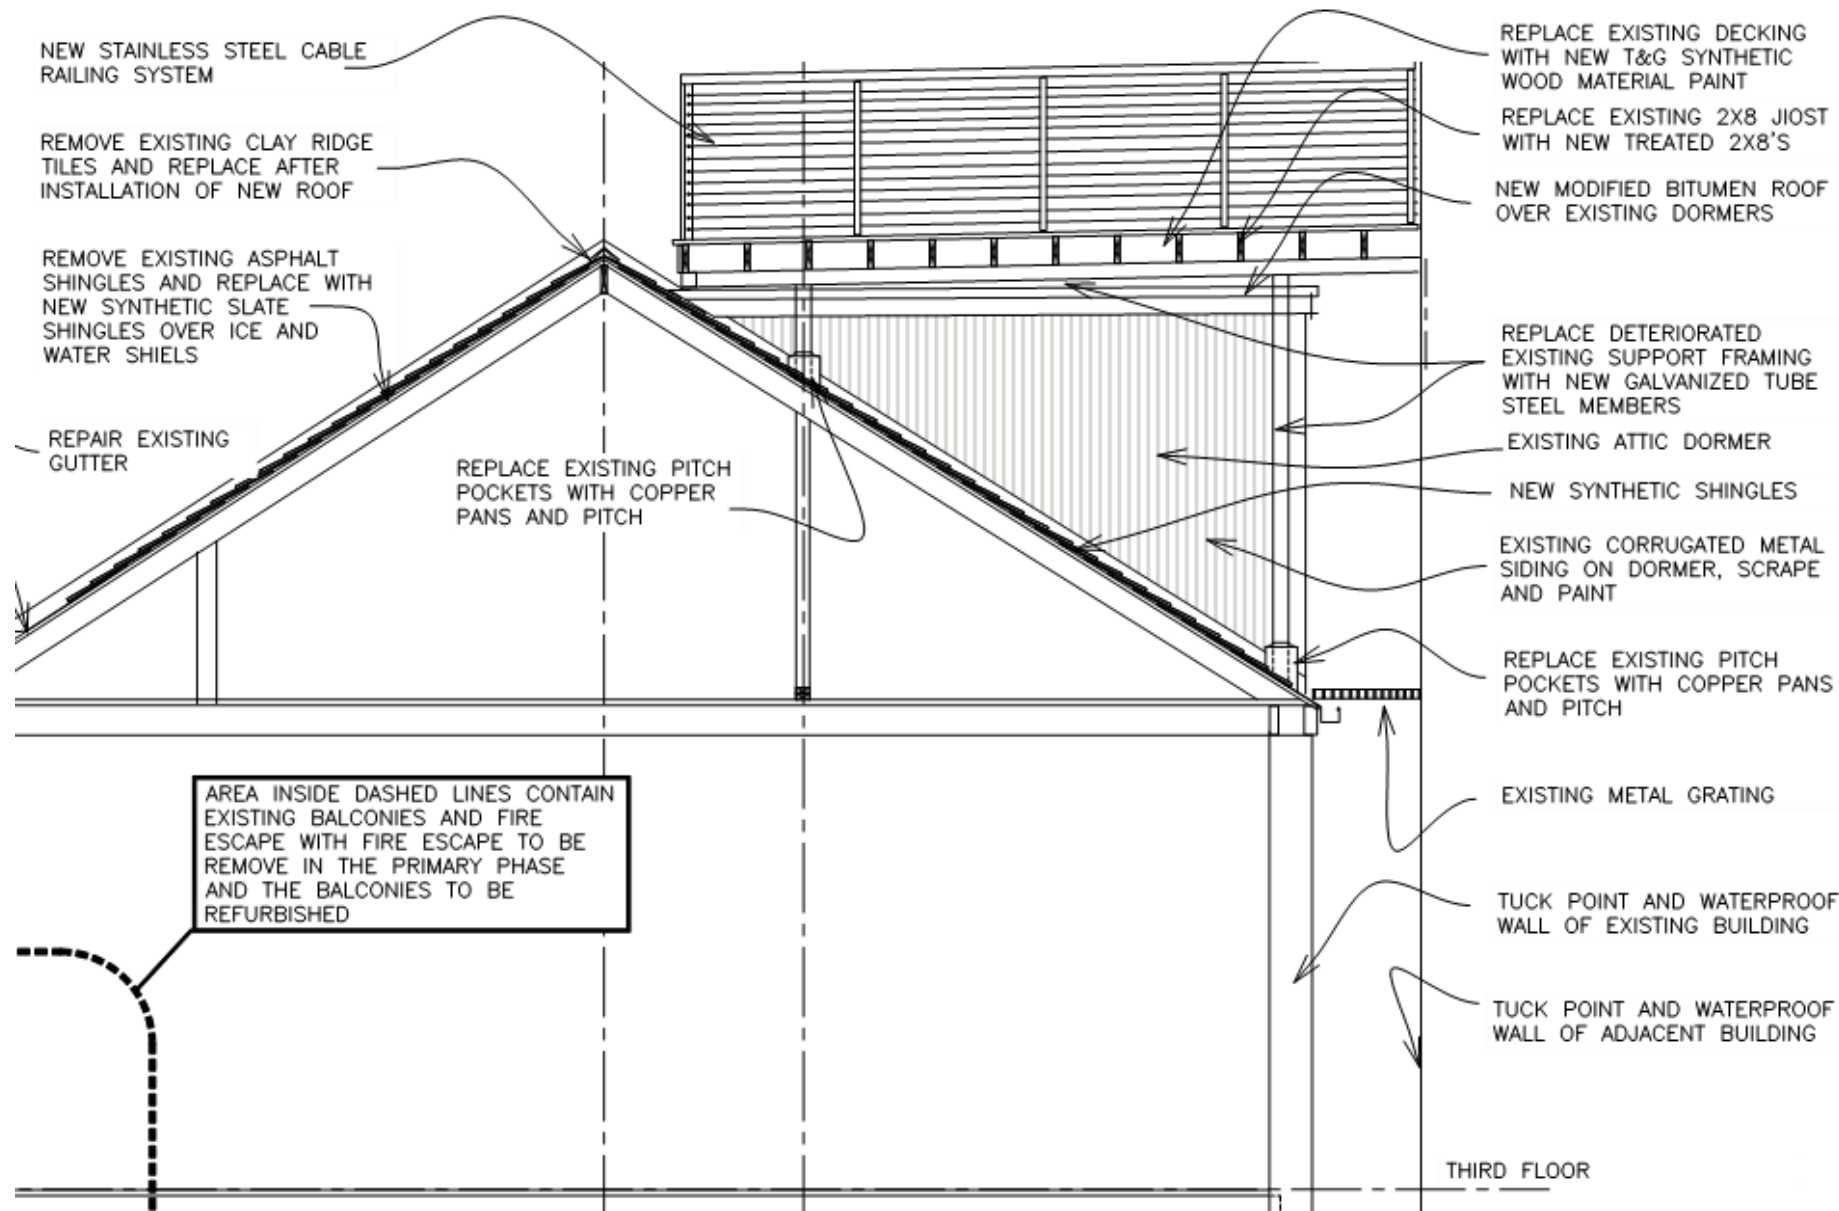 NEW STAINLESS STEEL CABLE
RAILING SYSTEM
REMOVE EXISTING CLAY RIDGE
TILES AND REPLACE AFTER
INSTALLATION OF NEW ROOF
REMOVE EXISTING ASPHALT
SHINGLES AND REPLACE WITH
NEW SYNTHETIC SLATE
SHINGLES OVER ICE AND
WATER SHIELS
REPAIR EXISTING
GUTTER
REPLACE EXISTING PITCH
POCKETS WITH COPPER
PANS AND PITCH
AREA INSIDE DASHED LINES CONTAIN
EXISTING BALCONIES AND FIRE
ESCAPE WITH FIRE ESCAPE TO BE
REMOVE IN THE PRIMARY PHASE
AND THE BALCONIES TO BE
REFURBISHED
REPLACE EXISTING DECKING
WITH NEW T&G SYNTHETIC
WOOD MATERIAL PAINT
REPLACE EXISTING 2X8 JIOST
WITH NEW TREATED 2X8'S
NEW MODIFIED BITUMEN ROOF
OVER EXISTING DORMERS
REPLACE DETERIORATED
EXISTING SUPPORT FRAMING
WITH NEW GALVANIZED TUBE
STEEL MEMBERS
EXISTING ATTIC DORMER
NEW SYNTHETIC SHINGLES
EXISTING CORRUGATED METAL
SIDING ON DORMER, SCRAPE
AND PAINT
REPLACE EXISTING PITCH
POCKETS WITH COPPER PANS
AND PITCH
EXISTING METAL GRATING
TUCK POINT AND WATERPROOF
WALL OF EXISTING BUILDING
TUCK POINT AND WATERPROOF
WALL OF ADJACENT BUILDING
THIRD FLOOR